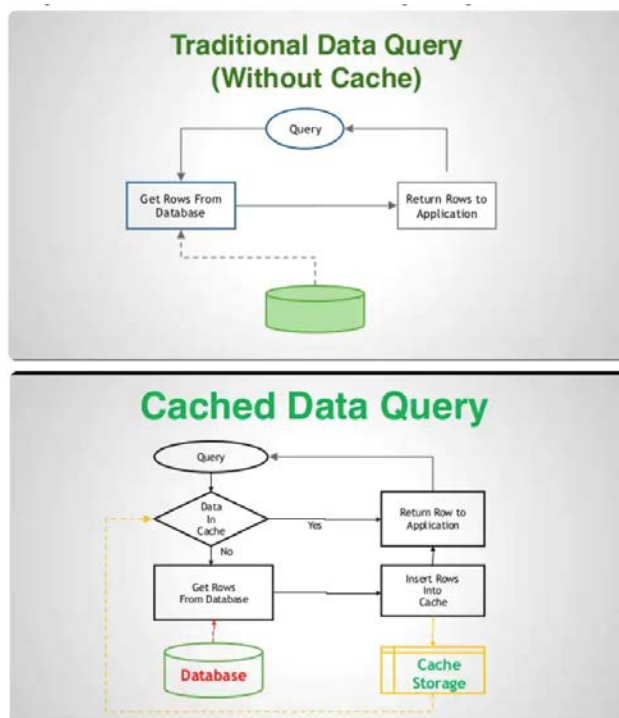 Traditional Data Query
(Without Cache)
Query
Get Rows From
Database
Return Rows to
Application
Cached Data Query
Query
Data
In
Cache
Yes
Return Row to
Application
No
Get Rows
From Database
Insert Rows
Into
Cache
Database
Cache
Storage